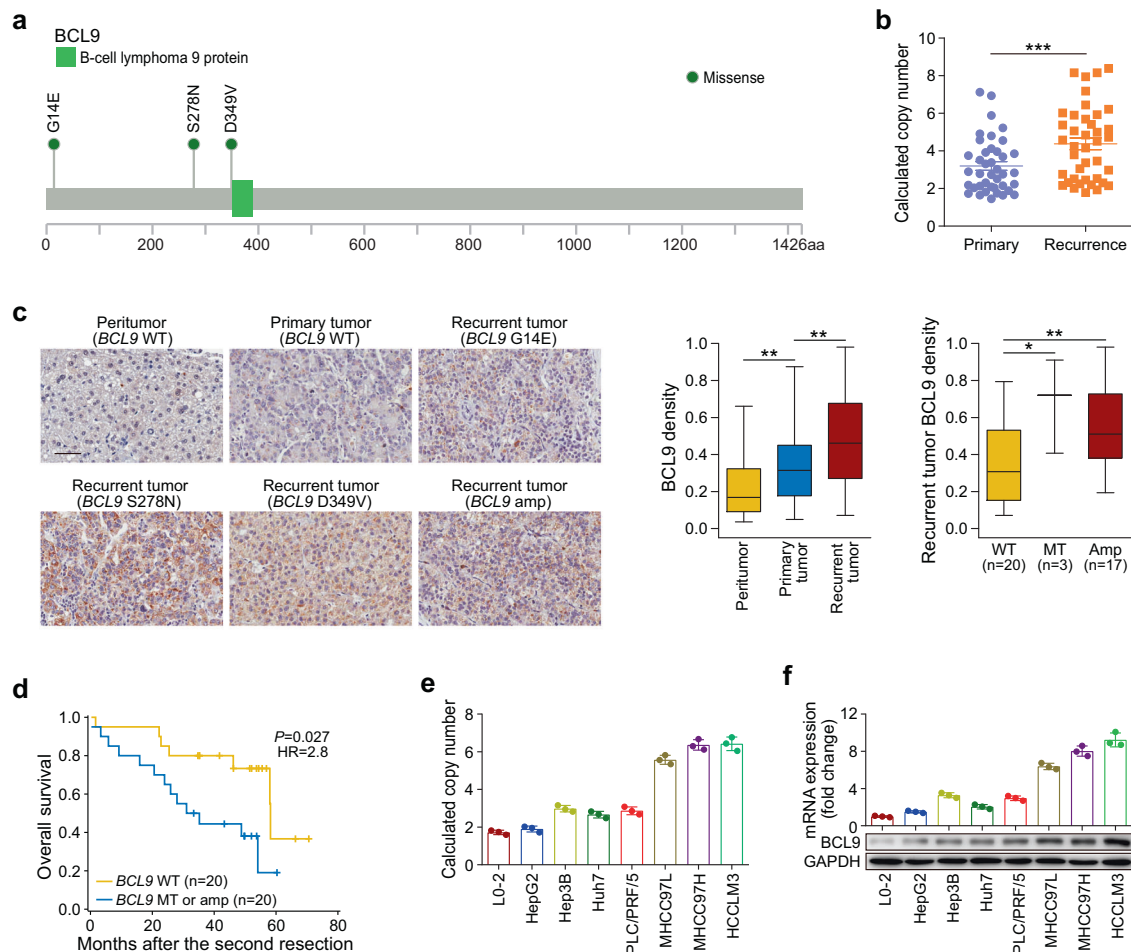 a
BCL9
B-cell lymphoma 9 protein
Missense
G14E
S278N
D349V
0
200
400
600
800
1000
1200
1426aa
b
Calculated copy number
10
8
6
4
2
0
***
Primary
Recurrence
c
Peritumor
(BCL9 WT)
Primary tumor
(BCL9 WT)
Recurrent tumor
(BCL9 G14E)
Recurrent tumor
(BCL9 S278N)
Recurrent tumor
(BCL9 D349V)
Recurrent tumor
(BCL9 amp)
BCL9 density
1.0
0.8
0.6
0.4
0.2
0.0
**
**
Peritumor
Primary
tumor
Recurrent
tumor
Recurrent tumor BCL9 density
1.0
0.8
0.6
0.4
0.2
0.0
**
*
WT
(n=20)
MT
(n=3)
Amp
(n=17)
d
Overall survival
1.0
0.8
0.6
0.4
0.2
0.0
P=0.027
HR=2.8
BCL9 WT (n=20)
BCL9 MT or amp (n=20)
0
20
40
60
80
Months after the second resection
e
Calculated copy number
8
6
4
2
0
L0-2
HepG2
Hep3B
Huh7
PLC/PRF/5
MHCC97L
MHCC97H
HCCLM3
f
mRNA expression
(fold change)
12
8
4
0
BCL9
GAPDH
L0-2
HepG2
Hep3B
Huh7
PLC/PRF/5
MHCC97L
MHCC97H
HCCLM3